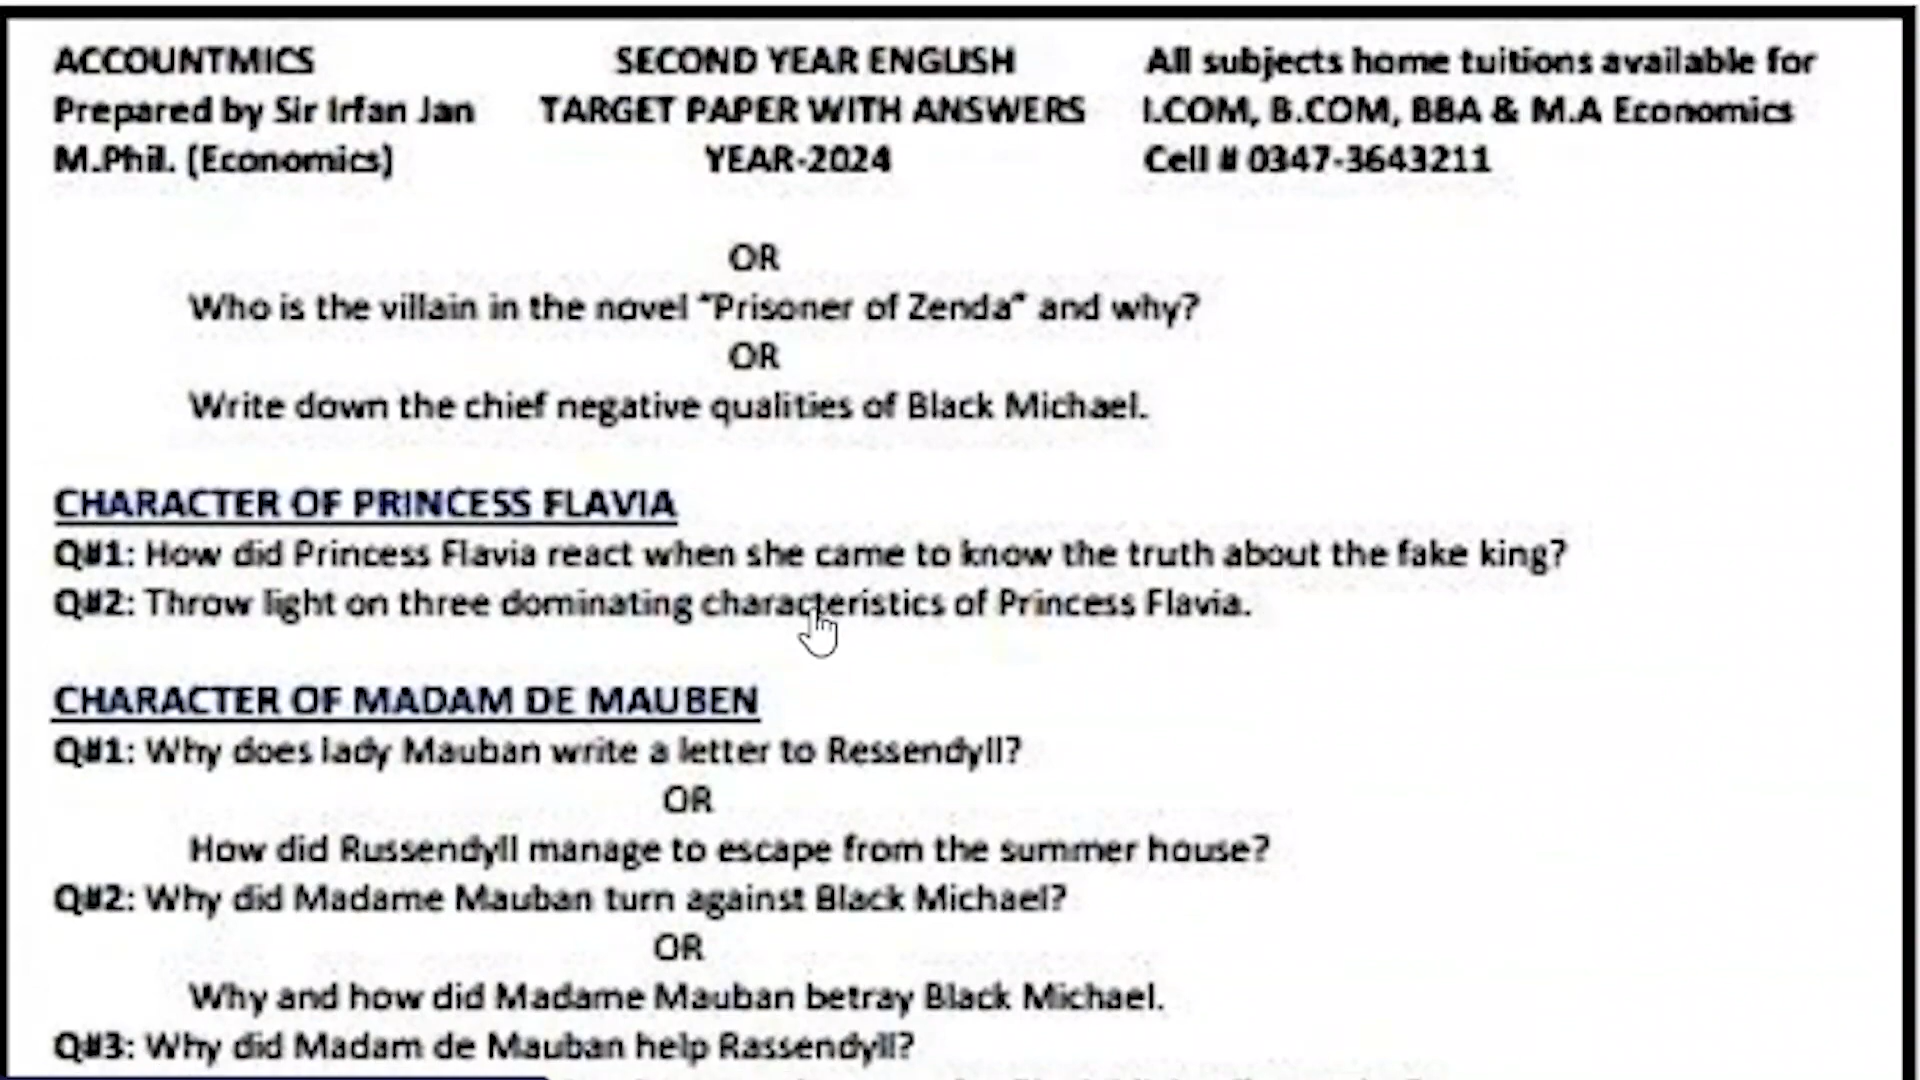 ACCOUNTMICS SECOND YEAR ENGLISH All subjects home tuitions available for
Prepared by Sir Irfan Jan TARGET PAPER WITH ANSWERS I.COM, B.COM, BBA & M.A Economics
M.Phil. (Economics) YEAR-2024 Cell # 0347-3643211
OR
Who is the villain in the novel “Prisoner of Zenda” and why?
OR
Write down the chief negative qualities of Black Michael.
CHARACTER OF PRINCESS FLAVIA
Q#1: How did Princess Flavia react when she came to know the truth about the fake king?
Q#2: Throw light on three dominating characteristics of Princess Flavia.
CHARACTER OF MADAM DE MAUBEN
Q#1: Why does lady Mauban write a letter to Ressendyll?
OR
How did Russendyll manage to escape from the summer house?
Q#2: Why did Madame Mauban turn against Black Michael?
OR
Why and how did Madame Mauban betray Black Michael.
Q#3: Why did Madam de Mauban help Rassendyll?